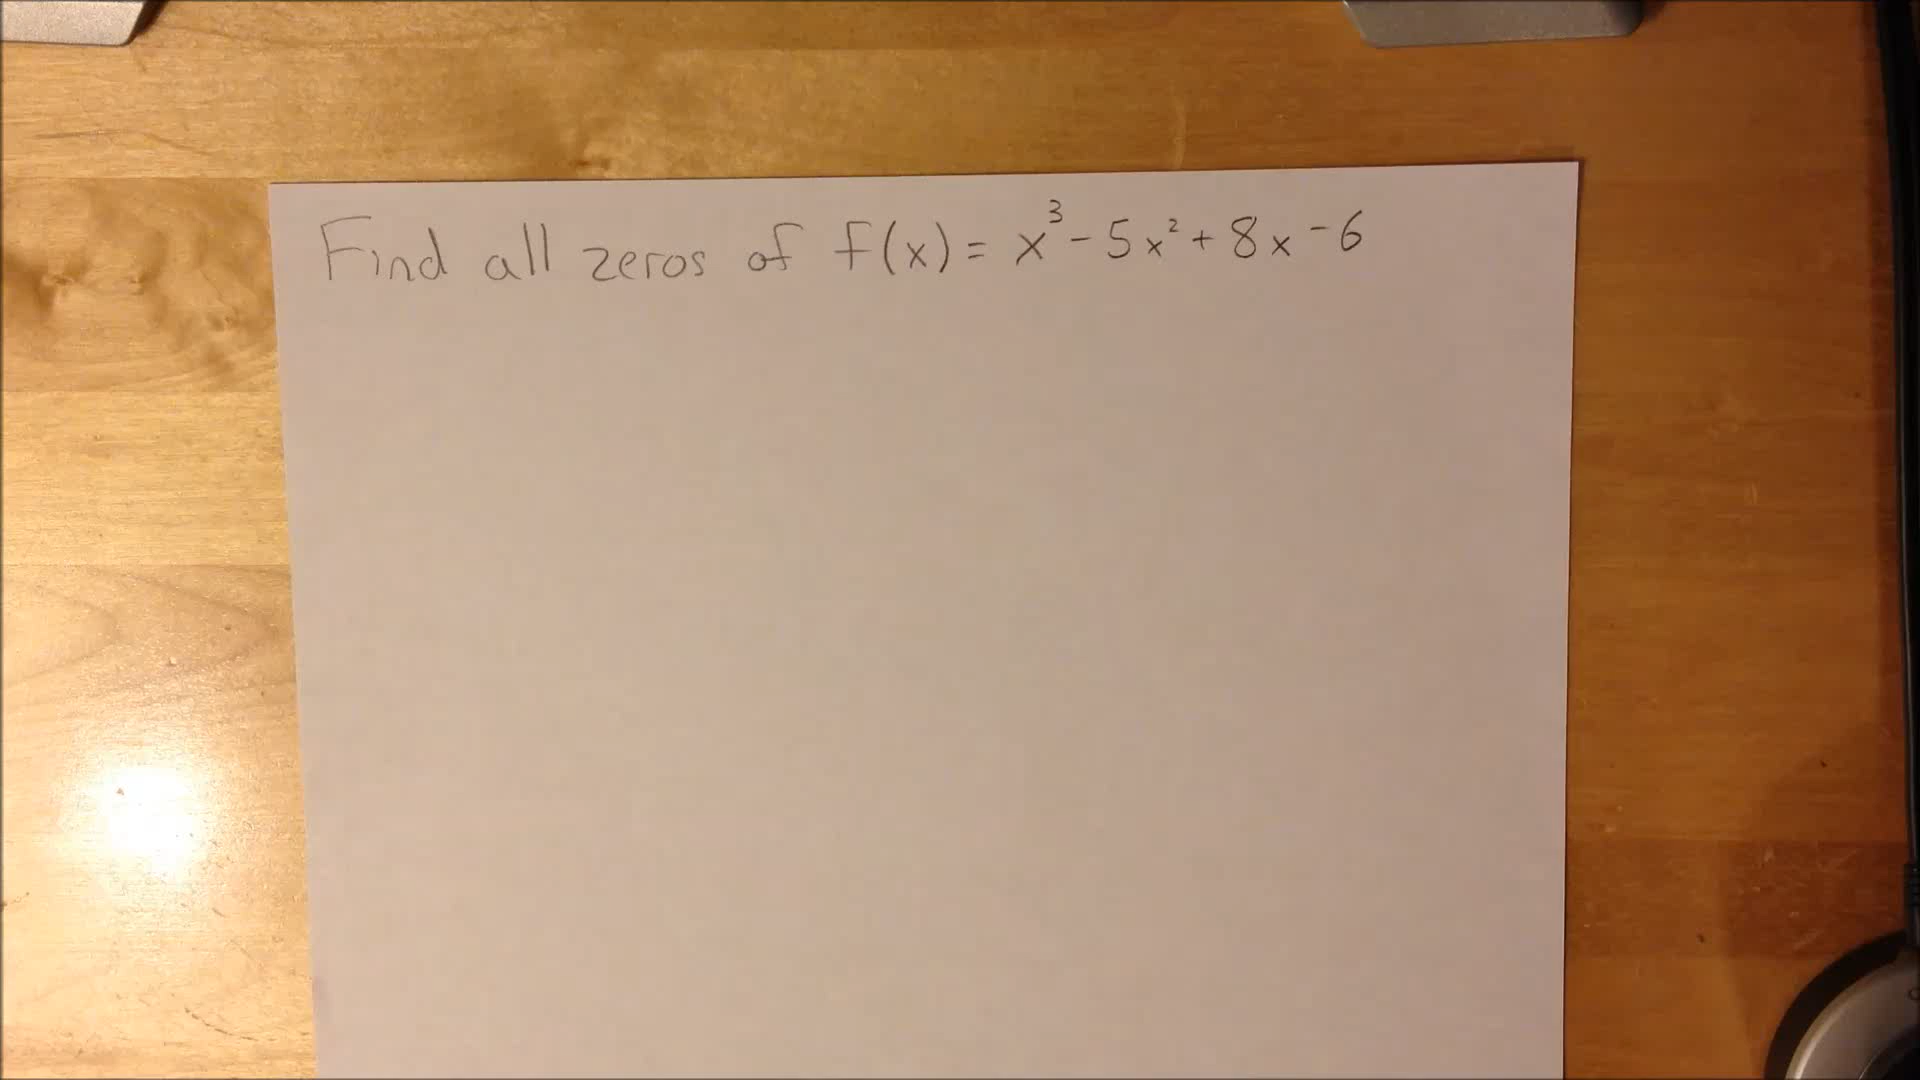 Find all zeros of f(x) = x³ - 5x² + 8x - 6